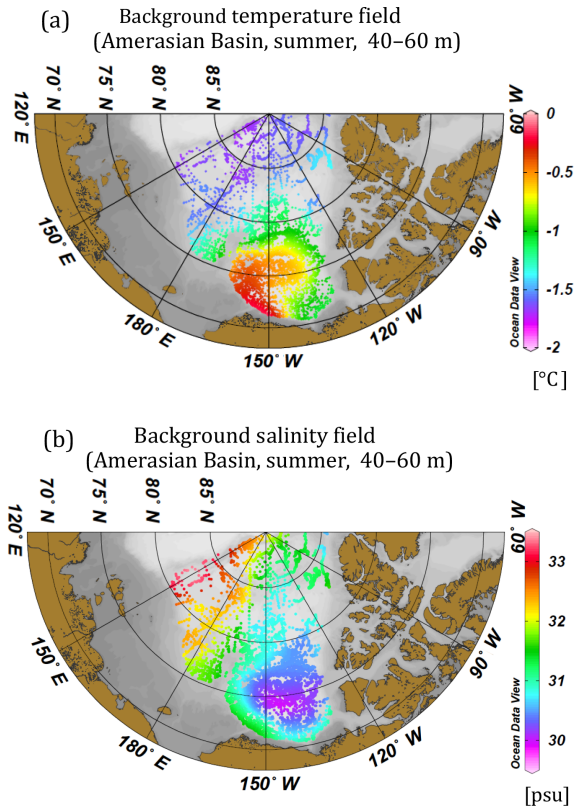 (a)
Background temperature field
(Amerasian Basin, summer, 40–60 m)
70° N
75° N
80° N
85° N
120° E
60° W
150° E
90° W
180° E
120° W
150° W
Ocean Data View
0
-0.5
-1
-1.5
-2
[°C]
(b)
Background salinity field
(Amerasian Basin, summer, 40–60 m)
70° N
75° N
80° N
85° N
120° E
60° W
150° E
90° W
180° E
120° W
150° W
Ocean Data View
33
32
31
30
[psu]